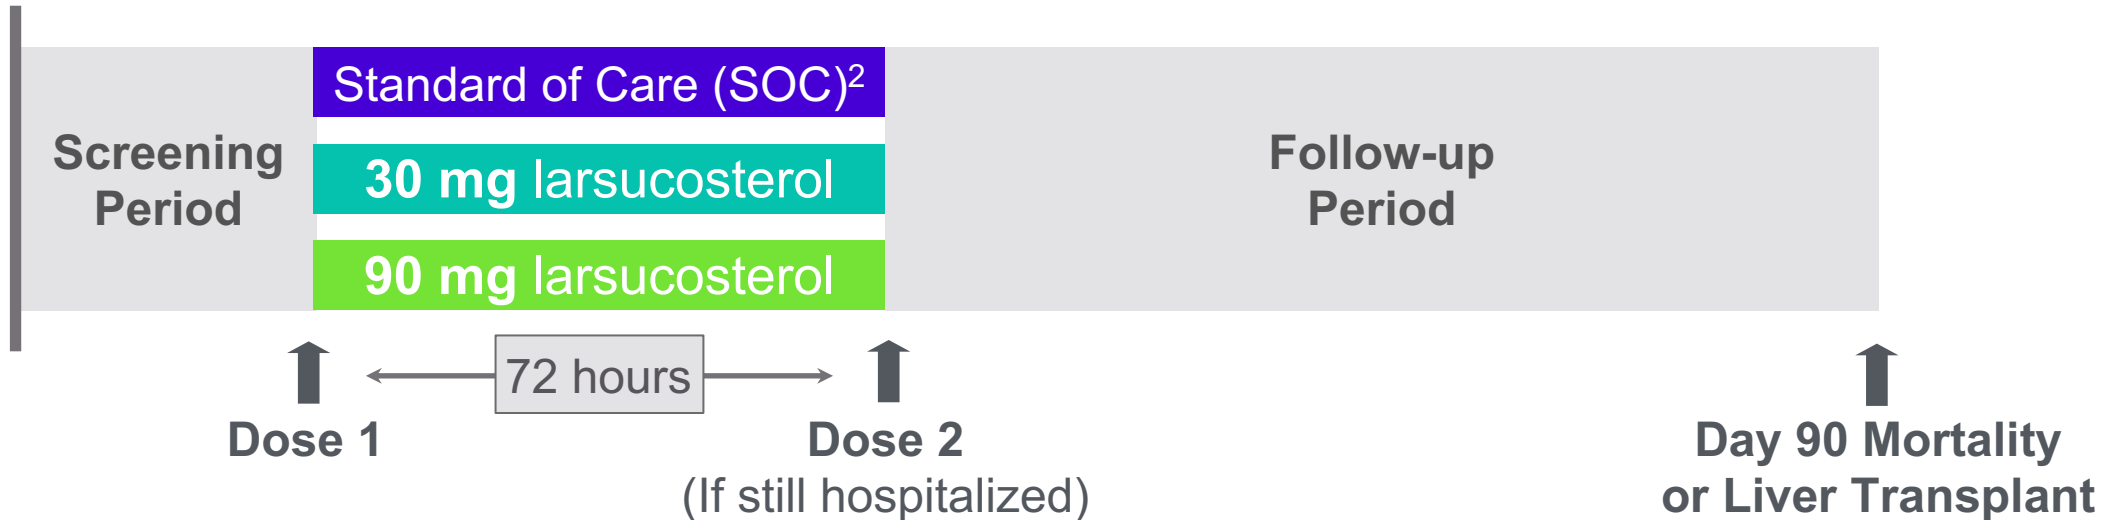 Standard of Care (SOC)²
Screening
Period
30 mg larsucosterol
90 mg larsucosterol
Follow-up
Period
72 hours
Dose 1
Dose 2
(If still hospitalized)
Day 90 Mortality
or Liver Transplant